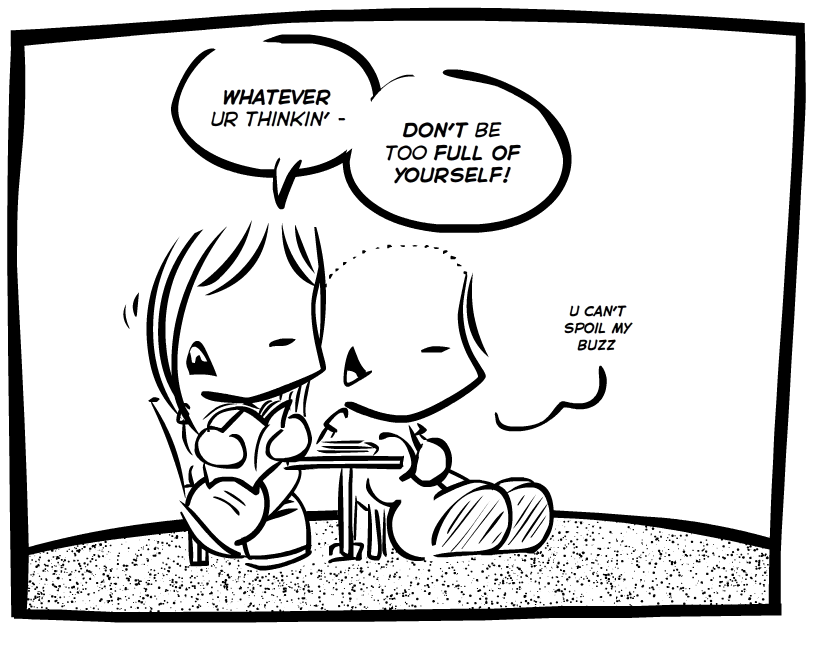 WHATEVER
UR THINKIN' -
DON'T BE
TOO FULL OF
YOURSELF!
U CAN'T
SPOIL MY
BUZZ